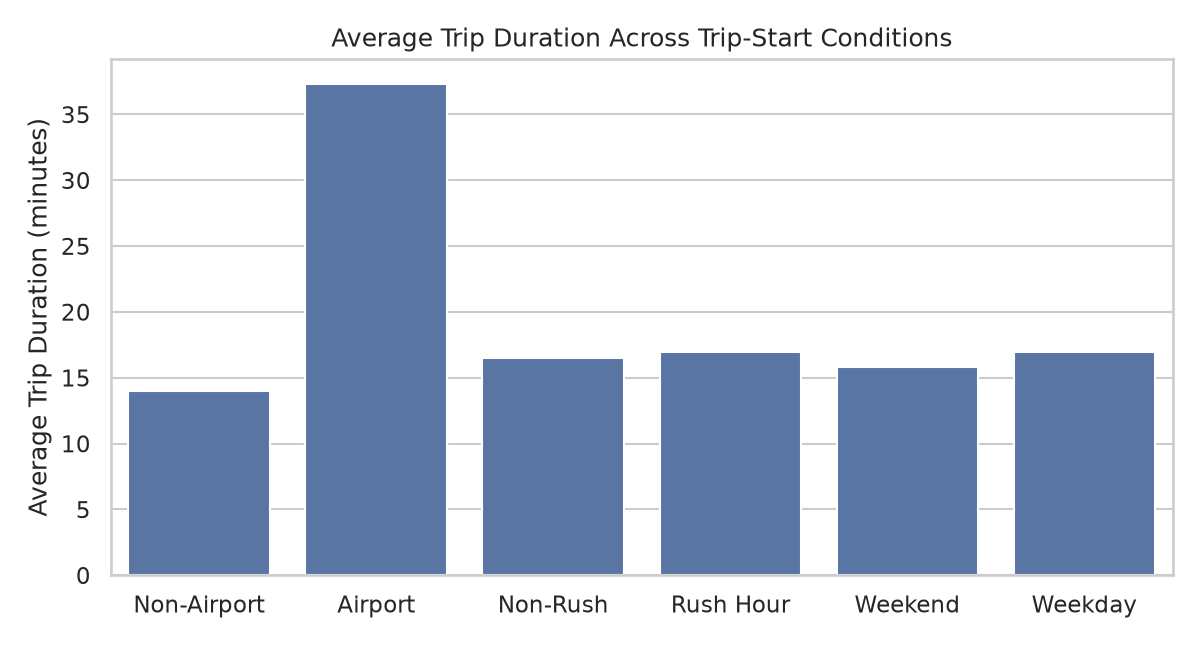 Average Trip Duration Across Trip-Start Conditions
Average Trip Duration (minutes)
35
30
25
20
15
10
5
0
Non-Airport
Airport
Non-Rush
Rush Hour
Weekend
Weekday